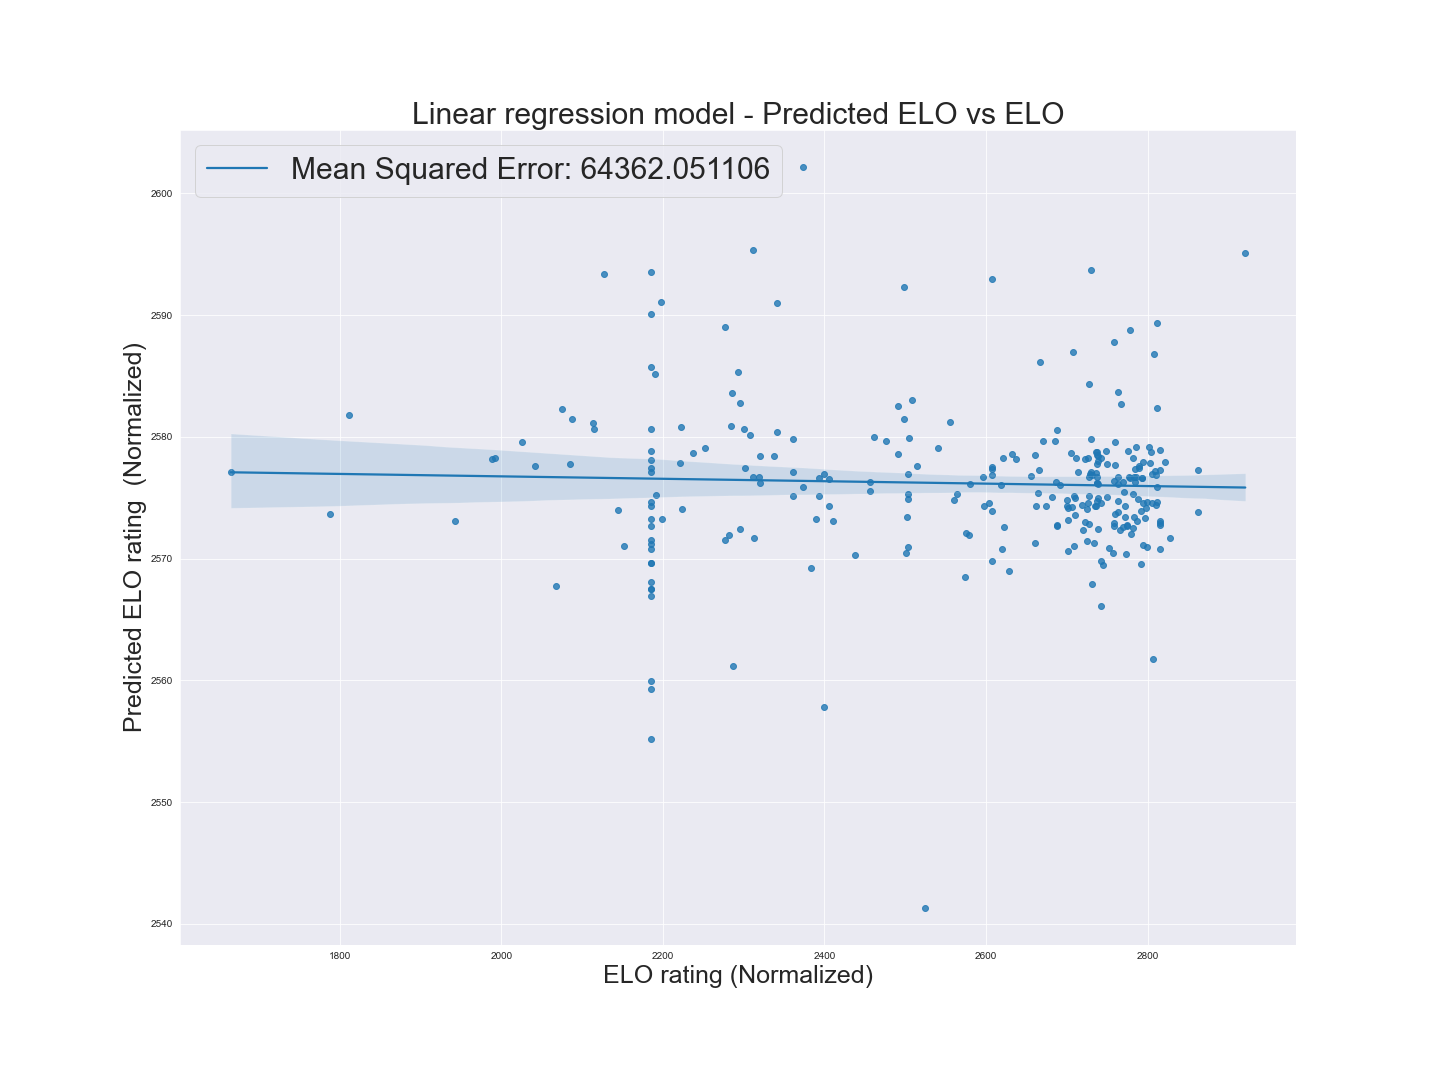 Linear regression model - Predicted ELO vs ELO
Mean Squared Error: 64362.051106
Predicted ELO rating  (Normalized)
2600
2590
2580
2570
2560
2550
2540
1800 2000 2200 2400 2600 2800
ELO rating (Normalized)